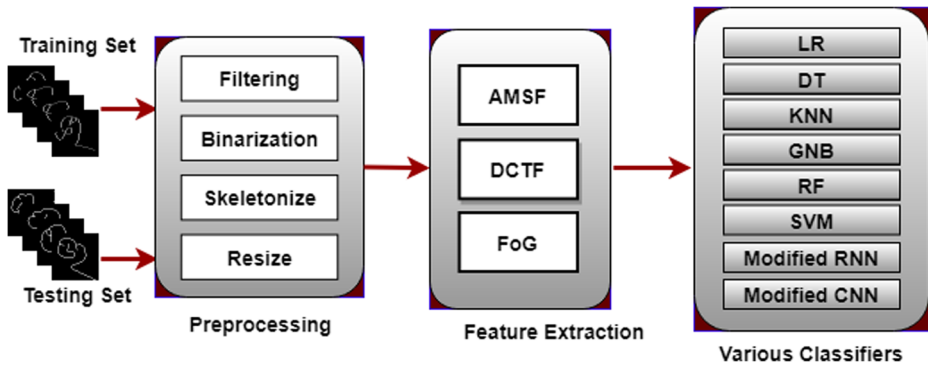 Training Set
Testing Set
Filtering
Binarization
Skeletonize
Resize
Preprocessing
AMSF
DCTF
FoG
Feature Extraction
LR
DT
KNN
GNB
RF
SVM
Modified RNN
Modified CNN
Various Classifiers